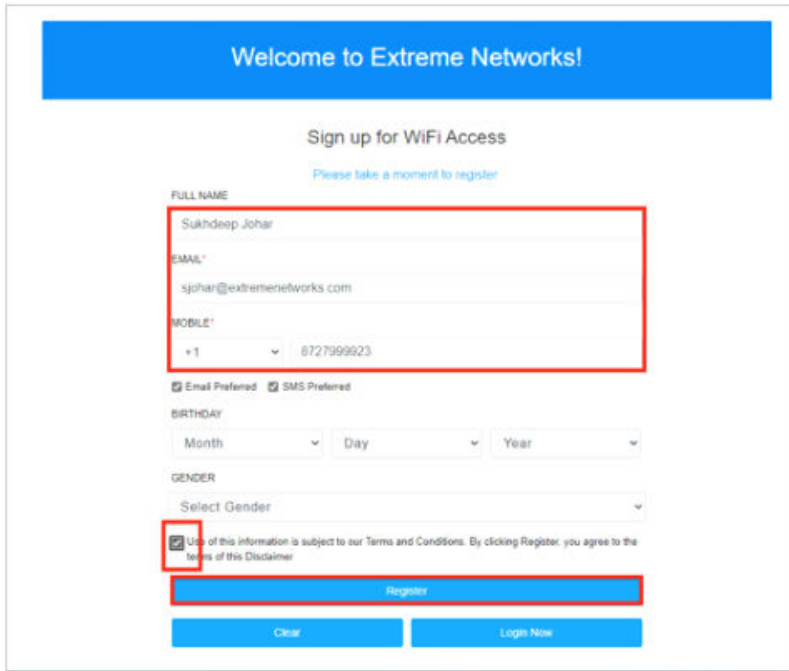 Welcome to Extreme Networks!
Sign up for WiFi Access
Please take a moment to register
FULL NAME
Sukhdeep Johar
EMAIL*
sjohar@extremenetworks.com
MOBILE*
+1 8727999923
Email Preferred SMS Preferred
BIRTHDAY
Month Day Year
GENDER
Select Gender
Use of this information is subject to our Terms and Conditions. By clicking Register, you agree to the
terms of this Disclaimer
Register
Clear Login Now